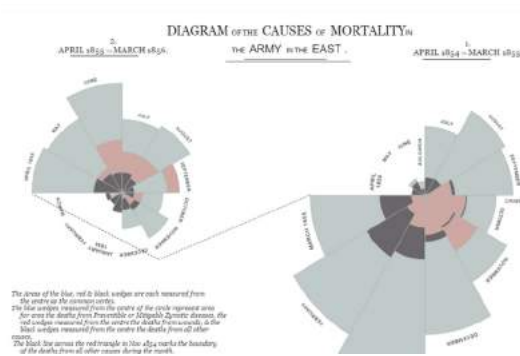 DIAGRAM OF THE CAUSES OF MORTALITY IN
THE ARMY IN THE EAST.
2.
APRIL 1855 – MARCH 1856.
1.
APRIL 1854 – MARCH 1855
APRIL 1855
MAY
JUNE
JULY
AUGUST
SEPTEMBER
OCTOBER
NOVEMBER
DECEMBER
JANUARY 1856
FEBRUARY
MARCH
APRIL 1854
MAY
JUNE
JULY
AUGUST
SEPTEMBER
OCTOBER
NOVEMBER
DECEMBER
FEBRUARY
MARCH 1855
BULGARIA
CRIMEA
The Areas of the blue, red & black wedges are each measured from
the centre as the common vertex.
The blue wedges measured from the centre of the circle represent area
for area the deaths from Preventible or Mitigable Zymotic diseases, the
red wedges measured from the centre the deaths from wounds, & the
black wedges measured from the centre the deaths from all other
causes.
The black line across the red triangle in Nov. 1854 marks the boundary
of the deaths from all other causes during the month.